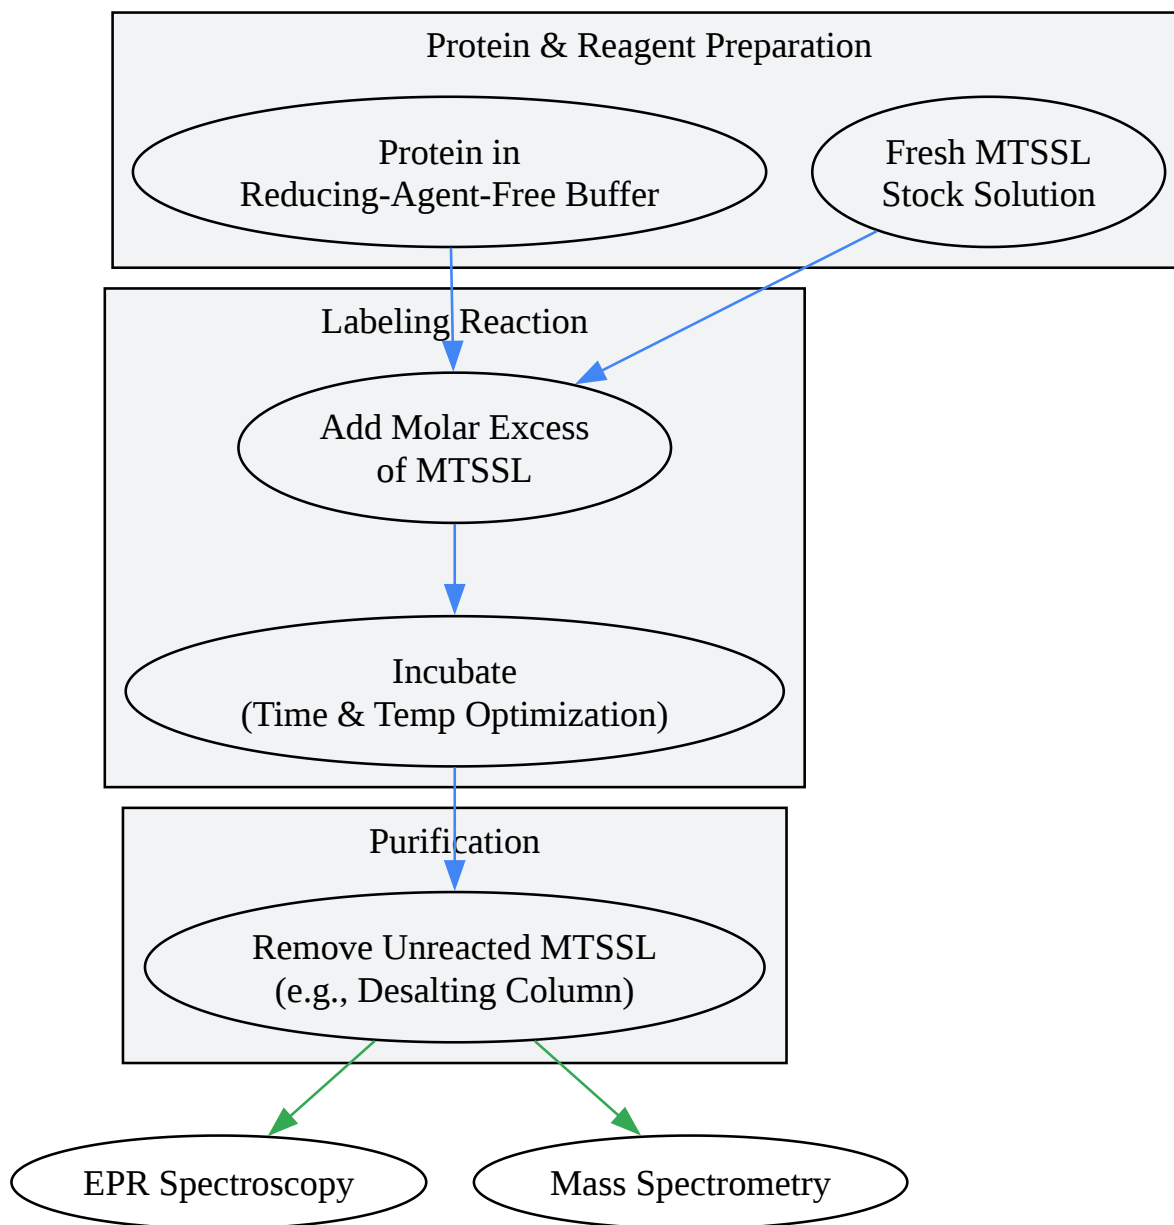 Protein & Reagent Preparation
Protein in
Reducing-Agent-Free Buffer
Fresh MTSSL
Stock Solution
Labeling Reaction
Add Molar Excess
of MTSSL
Incubate
(Time & Temp Optimization)
Purification
Remove Unreacted MTSSL
(e.g., Desalting Column)
EPR Spectroscopy
Mass Spectrometry